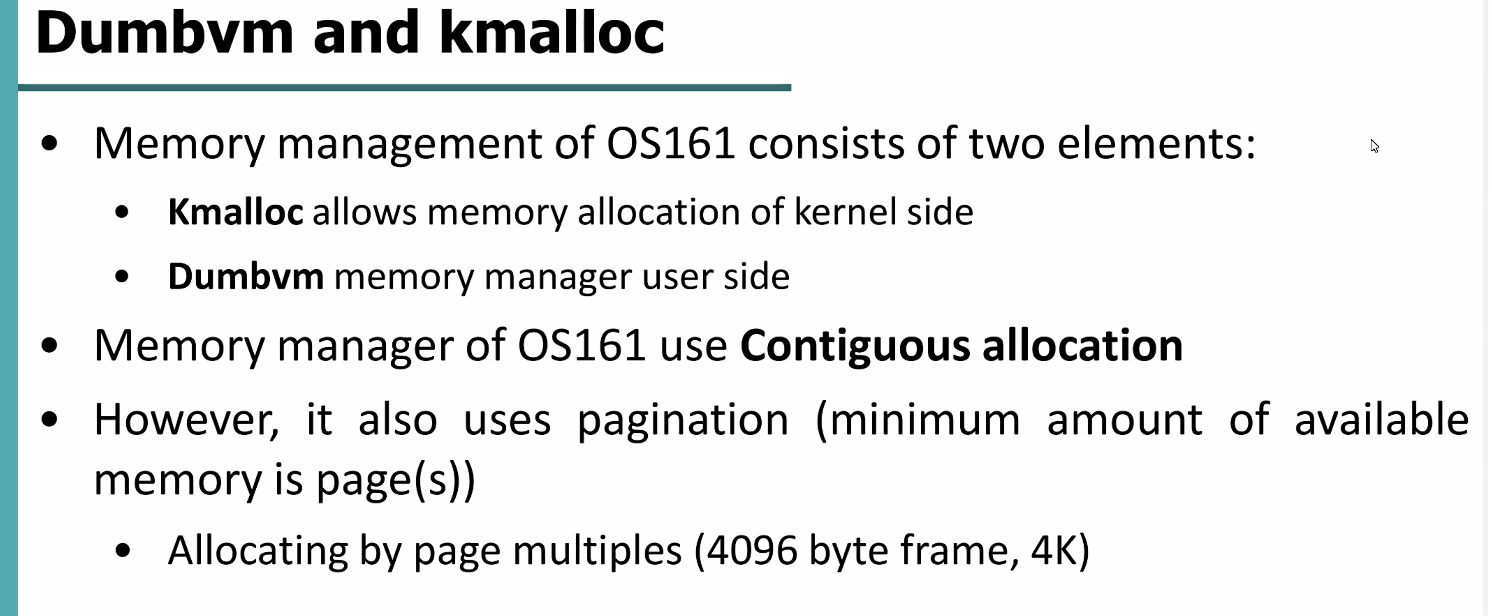 Dumbvm and kmalloc
• Memory management of OS161 consists of two elements:
• Kmalloc allows memory allocation of kernel side
• Dumbvm memory manager user side
• Memory manager of OS161 use Contiguous allocation
• However, it also uses pagination (minimum amount of available
memory is page(s))
• Allocating by page multiples (4096 byte frame, 4K)